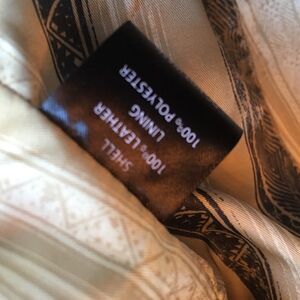 SHELL
100% LEATHER
LINING
100% POLYESTER